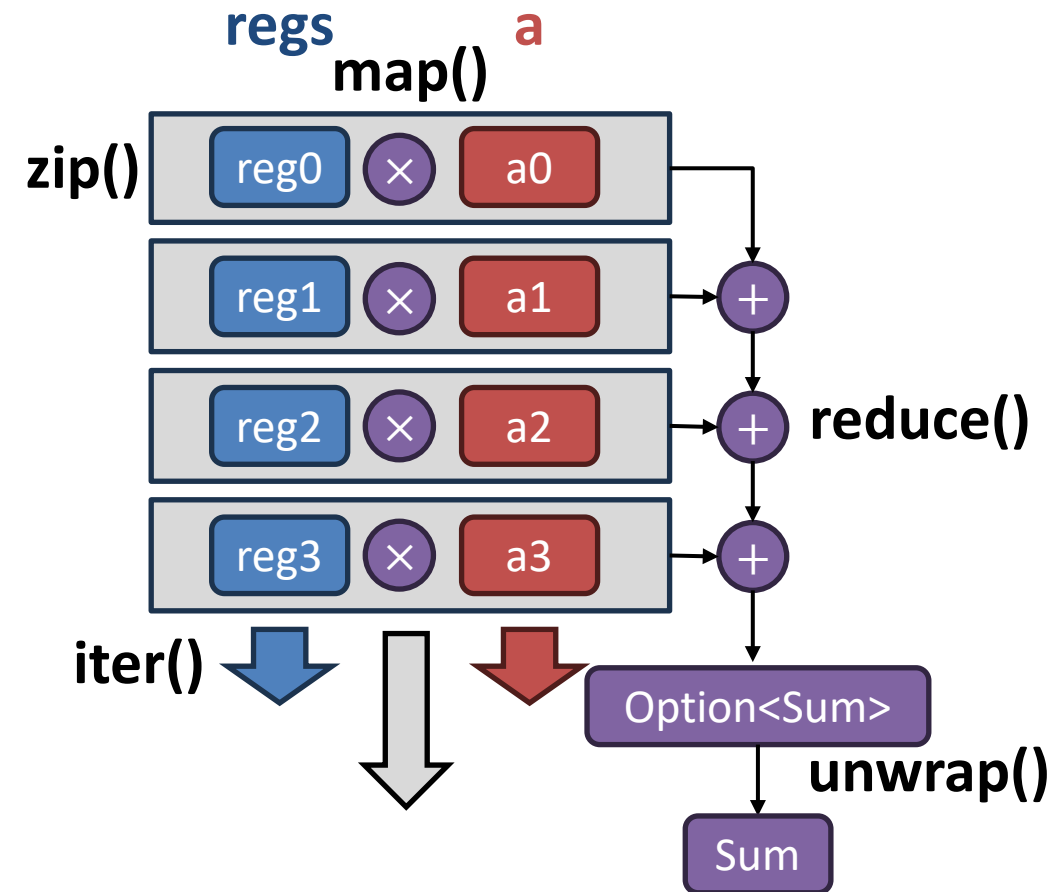 regs a
map()
zip() reg0 × a0
reg1 × a1 +
reg2 × a2 + reduce()
reg3 × a3 +
iter()
Option<Sum>
unwrap()
Sum